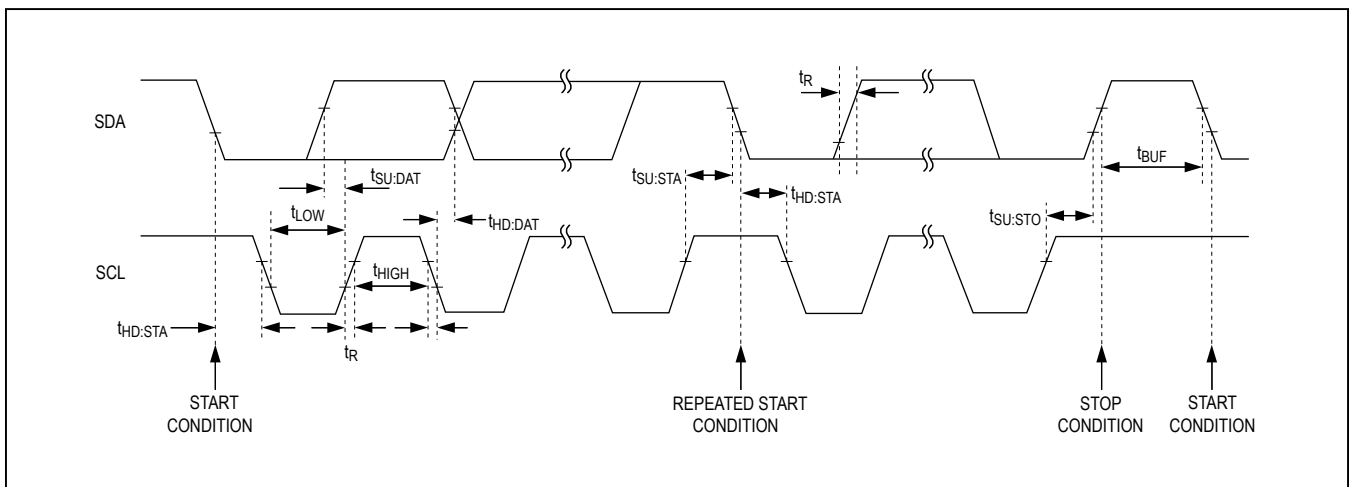 tR
SDA
tBUF
tSU:DAT
tSU:STA
tHD:STA
tLOW
tHD:DAT
tSU:STO
SCL
tHIGH
tHD:STA
tR
START
CONDITION
REPEATED START
CONDITION
STOP
CONDITION
START
CONDITION